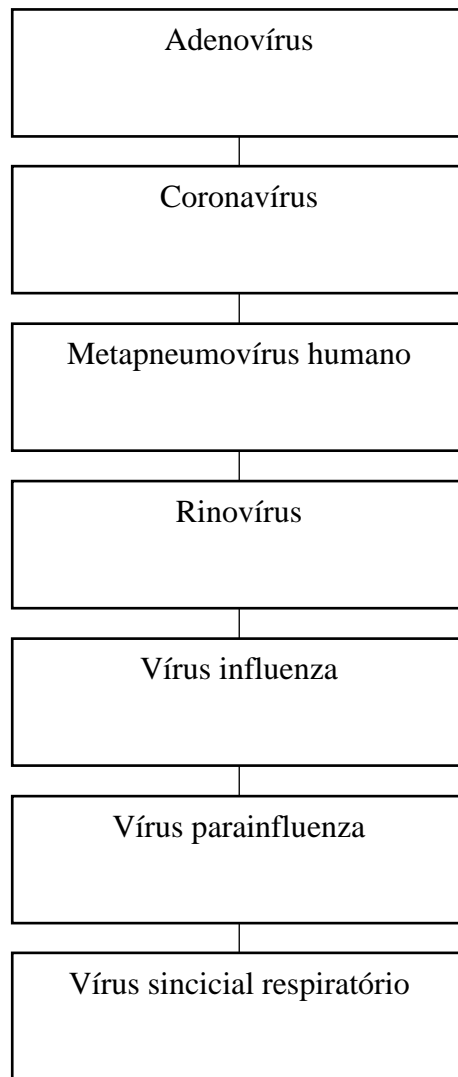 Adenovírus
Coronavírus
Metapneumovírus humano
Rinovírus
Vírus influenza
Vírus parainfluenza
Vírus sincicial respiratório